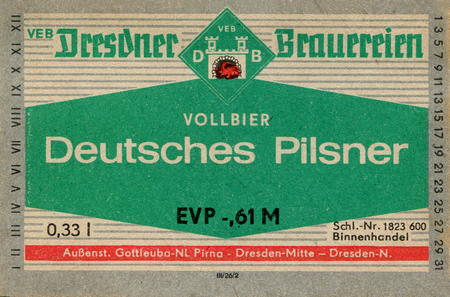 VEB Dresdner Brauereien
VEB
D B
VOLLBIER
Deutsches Pilsner
EVP -,61 M
0,33 l
Schl.-Nr. 1823 600
Binnenhandel
Außenst. Gottleuba-NL Pirna - Dresden-Mitte – Dresden-N.
III/26/2
XII
XI
X
IX
VIII
VII
VI
V
IV
III
II
I
1
3
5
7
9
11
13
15
17
19
21
23
25
27
29
31